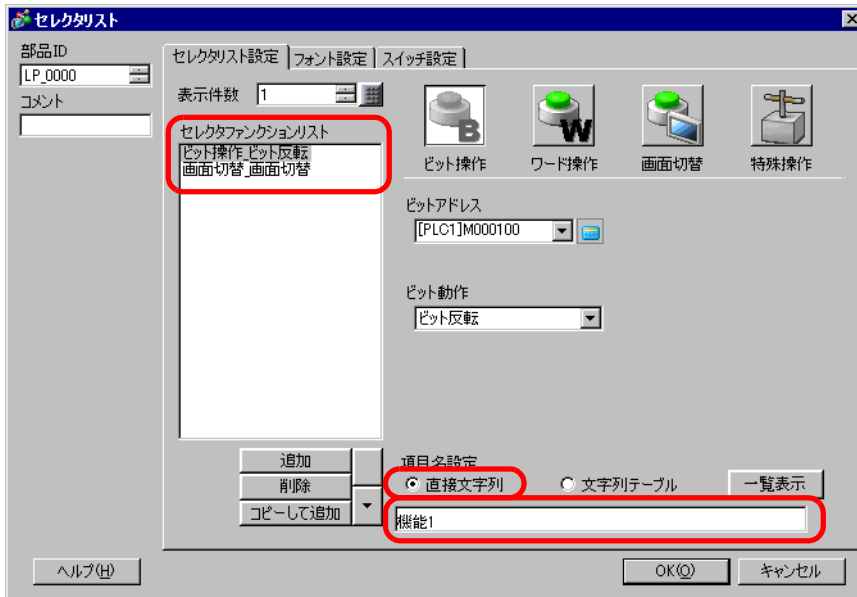 セレクタリスト
部品ID
LP_0000
コメント
セレクタリスト設定 フォント設定 スイッチ設定
表示件数 1
セレクタファンクションリスト
ビット操作_ビット反転
画面切替_画面切替
B
W
ビット操作 ワード操作 画面切替 特殊操作
ビットアドレス
[PLC1]M000100
ビット動作
ビット反転
追加
削除
コピーして追加
項目名設定
直接文字列 文字列テーブル 一覧表示
機能1
ヘルプ(H) OK(O) キャンセル